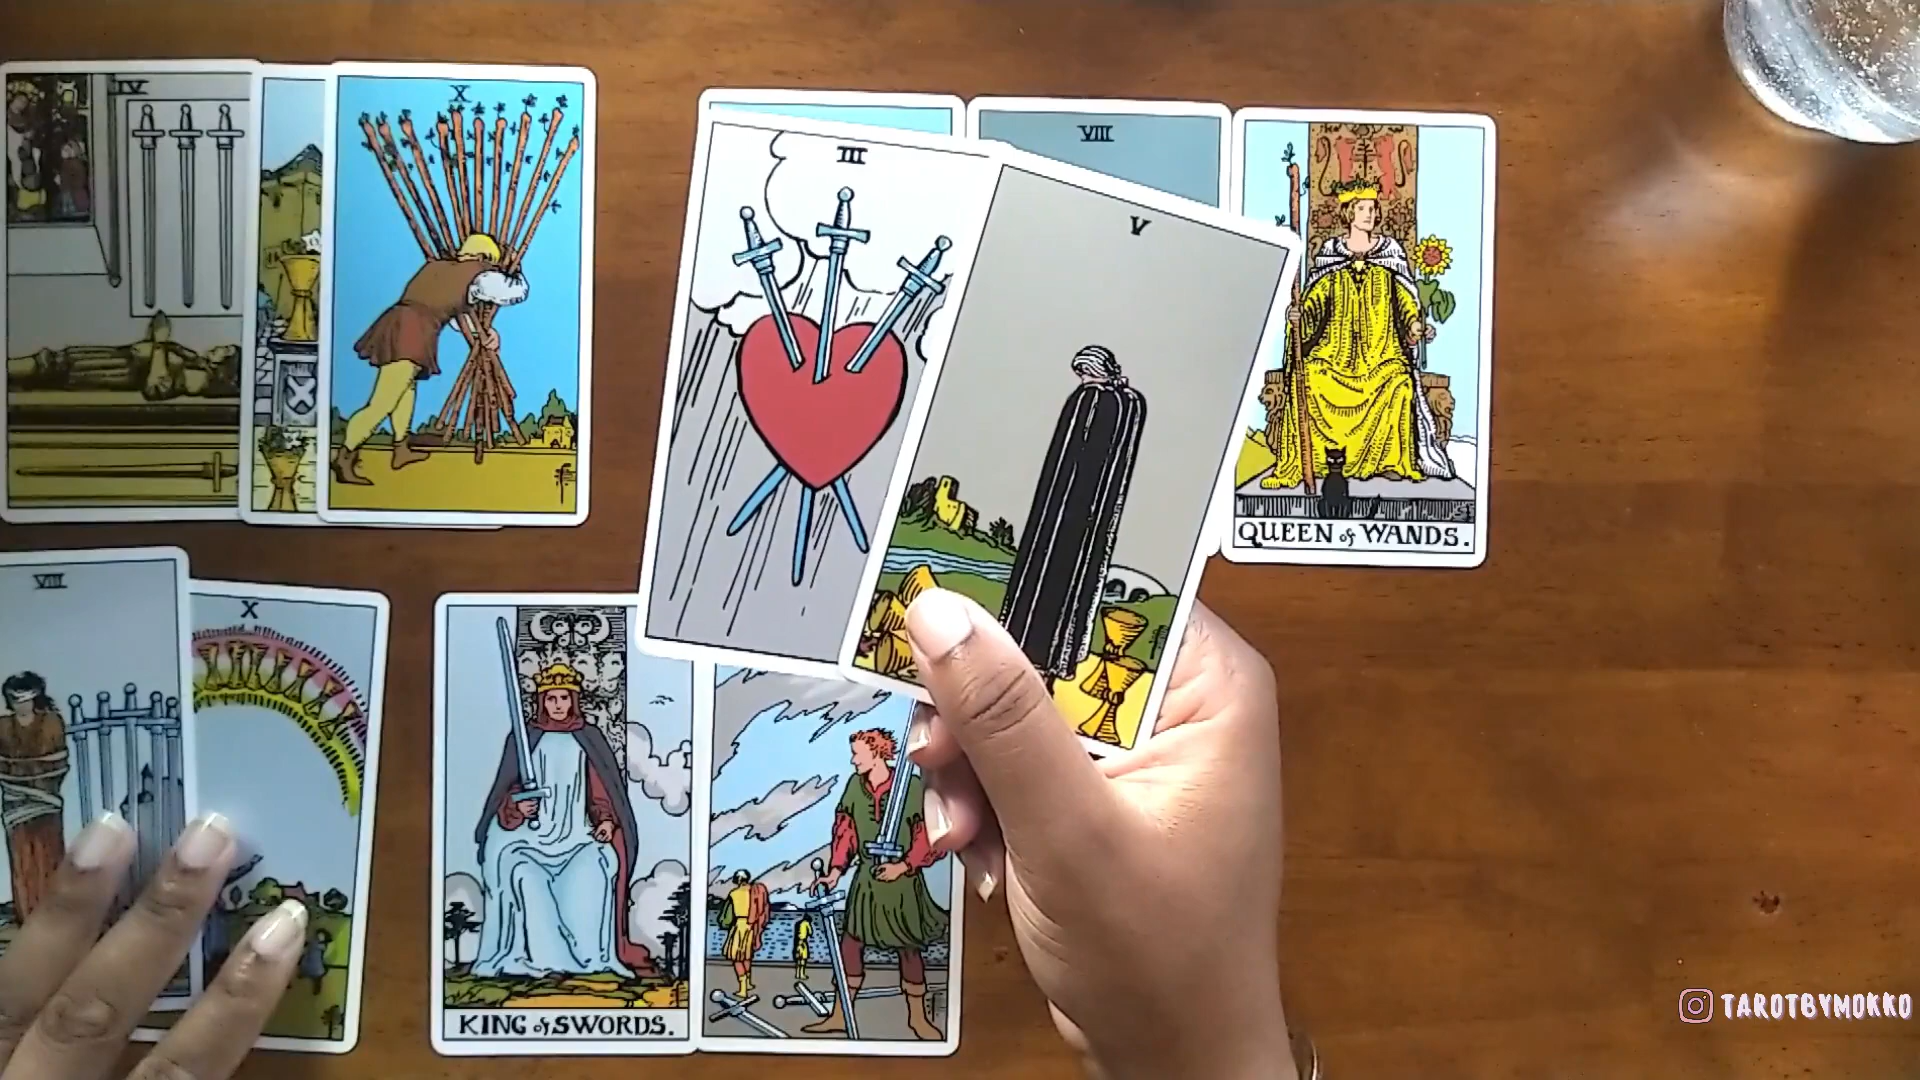 IV
X
VIII
III
V
QUEEN of WANDS.
VIII
X
KING of SWORDS.
TAROTBYMOKKO